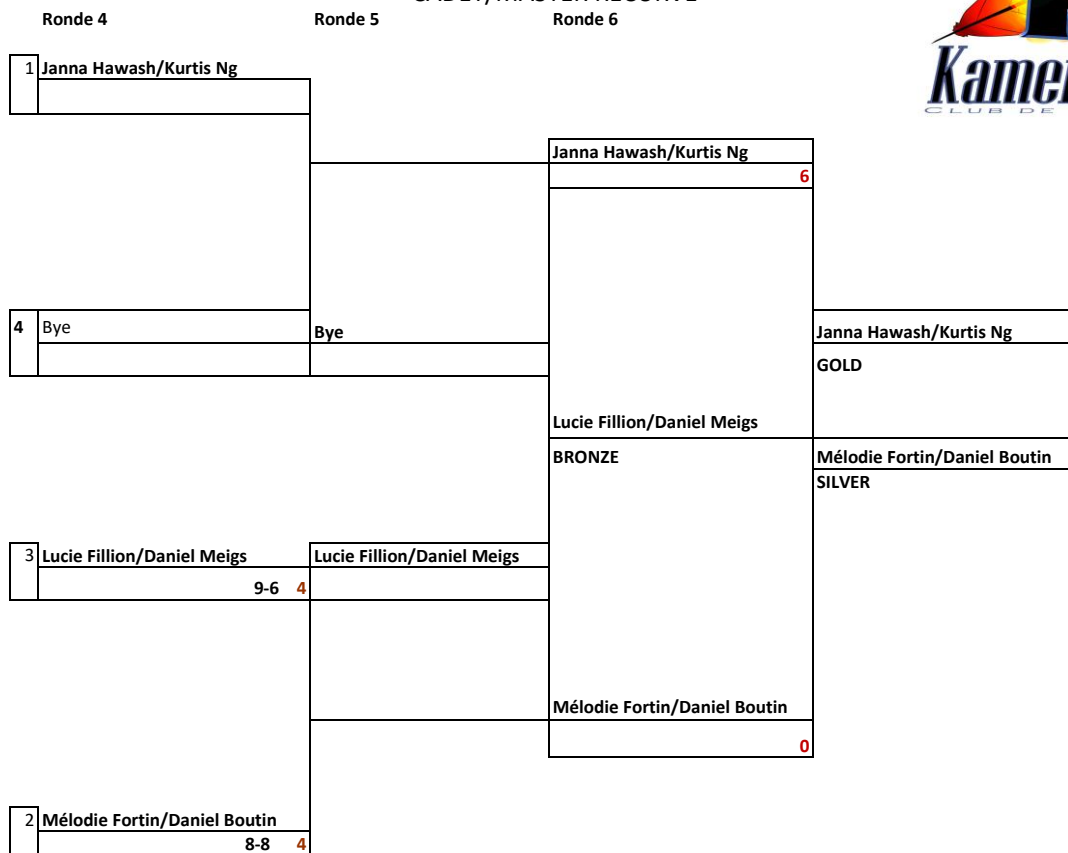 Ronde 4 Ronde 5 Ronde 6
1 Janna Hawash/Kurtis Ng
Janna Hawash/Kurtis Ng
6
4 Bye Bye Janna Hawash/Kurtis Ng
GOLD
Lucie Fillion/Daniel Meigs
BRONZE Mélodie Fortin/Daniel Boutin
SILVER
3 Lucie Fillion/Daniel Meigs Lucie Fillion/Daniel Meigs
9-6 4
Mélodie Fortin/Daniel Boutin
0
2 Mélodie Fortin/Daniel Boutin
8-8 4
CLUB DE